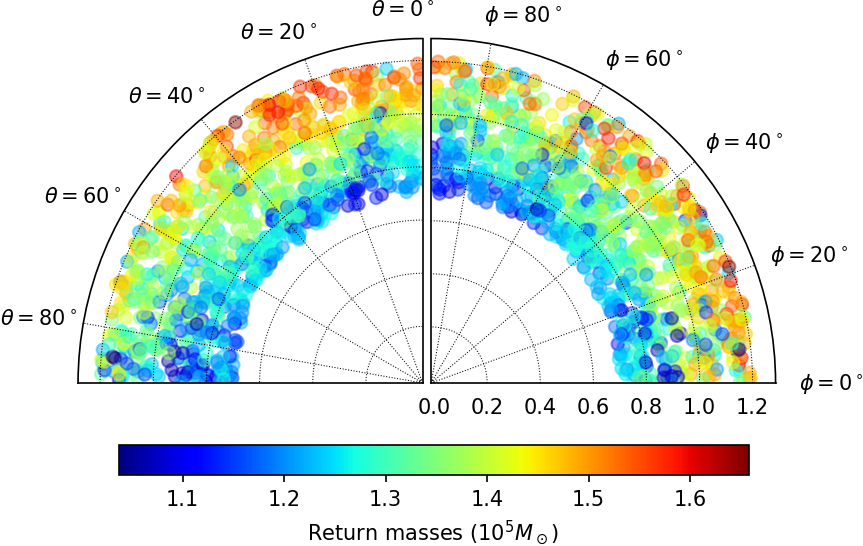 θ = 0°
ϕ = 80°
θ = 20°
ϕ = 60°
θ = 40°
ϕ = 40°
θ = 60°
ϕ = 20°
θ = 80°
ϕ = 0°
0.0 0.2 0.4 0.6 0.8 1.0 1.2
1.1 1.2 1.3 1.4 1.5 1.6
Return masses (10⁵M⊙)